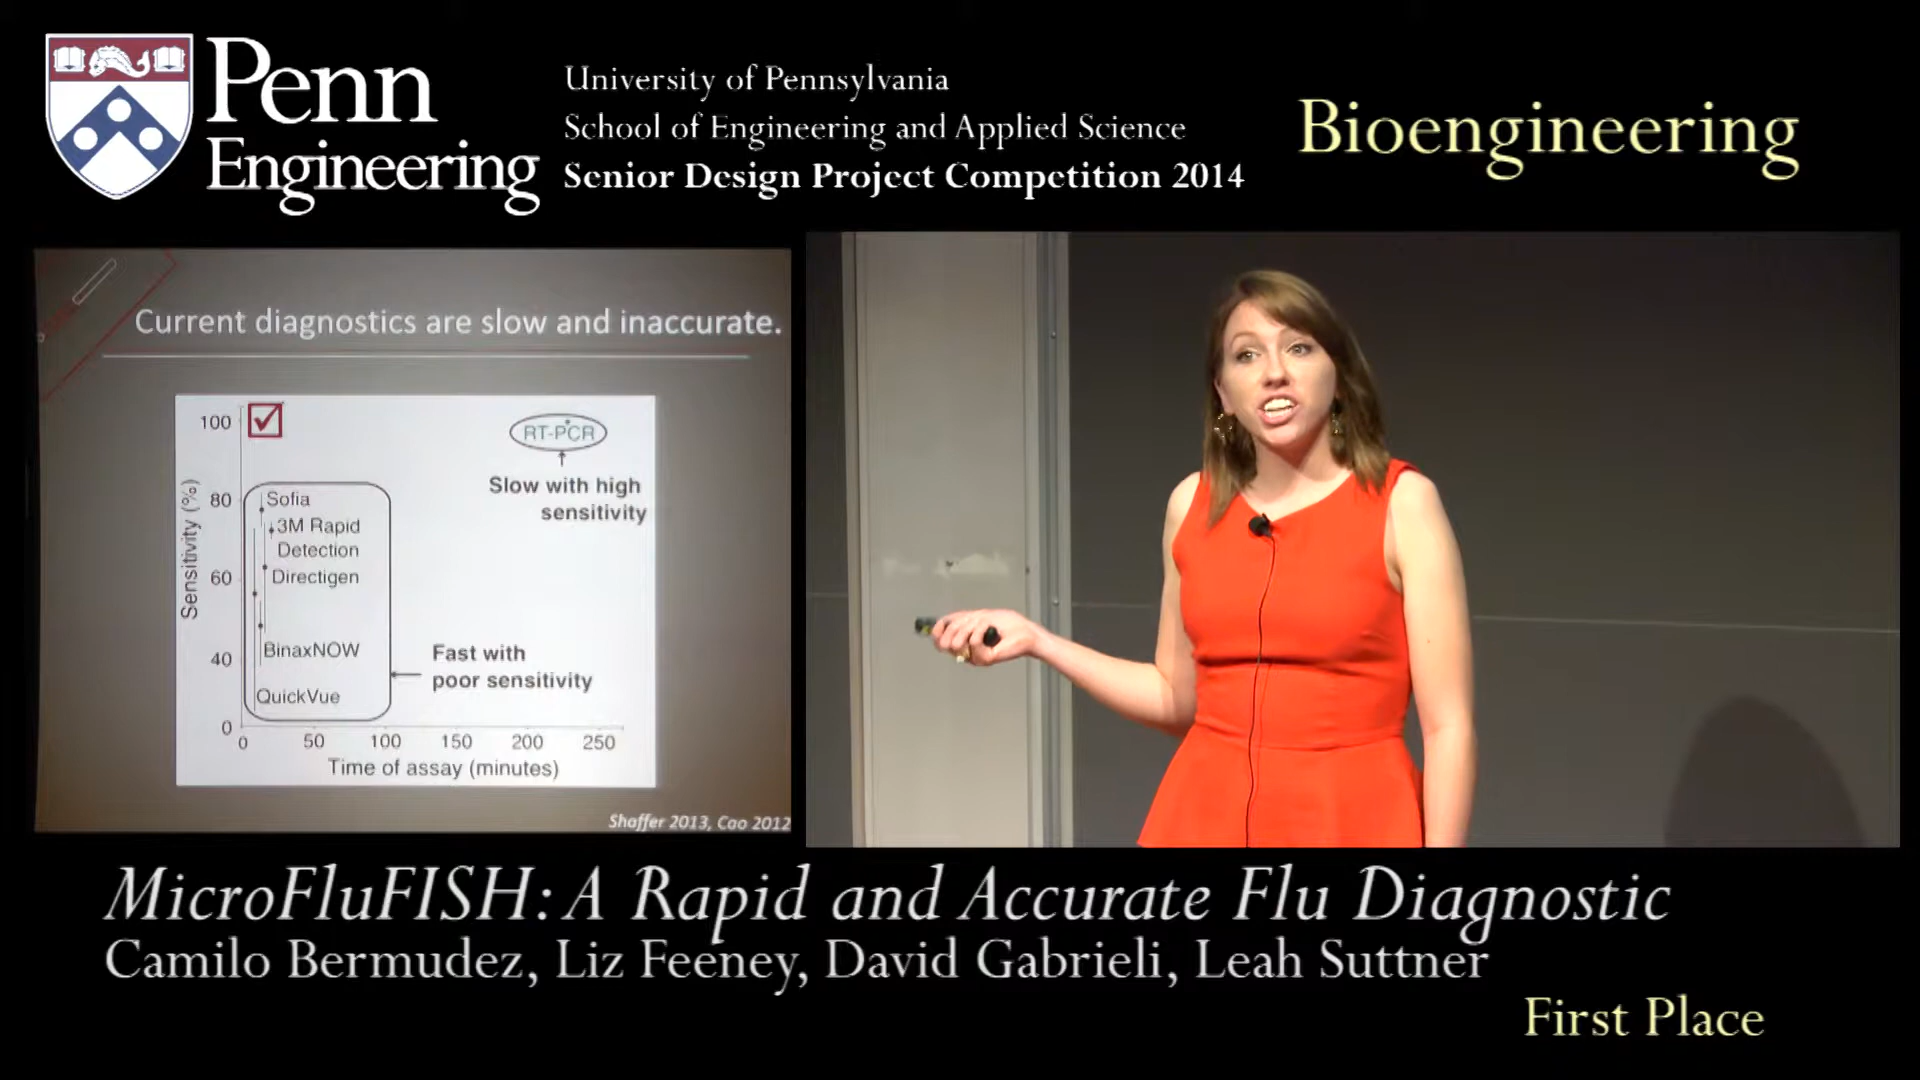 Penn
Engineering
University of Pennsylvania
School of Engineering and Applied Science
Senior Design Project Competition 2014
Bioengineering
Current diagnostics are slow and inaccurate.
100
80
60
40
0
Sensitivity (%)
RT-PCR
Slow with high
sensitivity
Sofia
3M Rapid
Detection
Directigen
BinaxNOW
QuickVue
Fast with
poor sensitivity
0 50 100 150 200 250
Time of assay (minutes)
Shaffer 2013, Cao 2012
MicroFluFISH: A Rapid and Accurate Flu Diagnostic
Camilo Bermudez, Liz Feeney, David Gabrieli, Leah Suttner
First Place